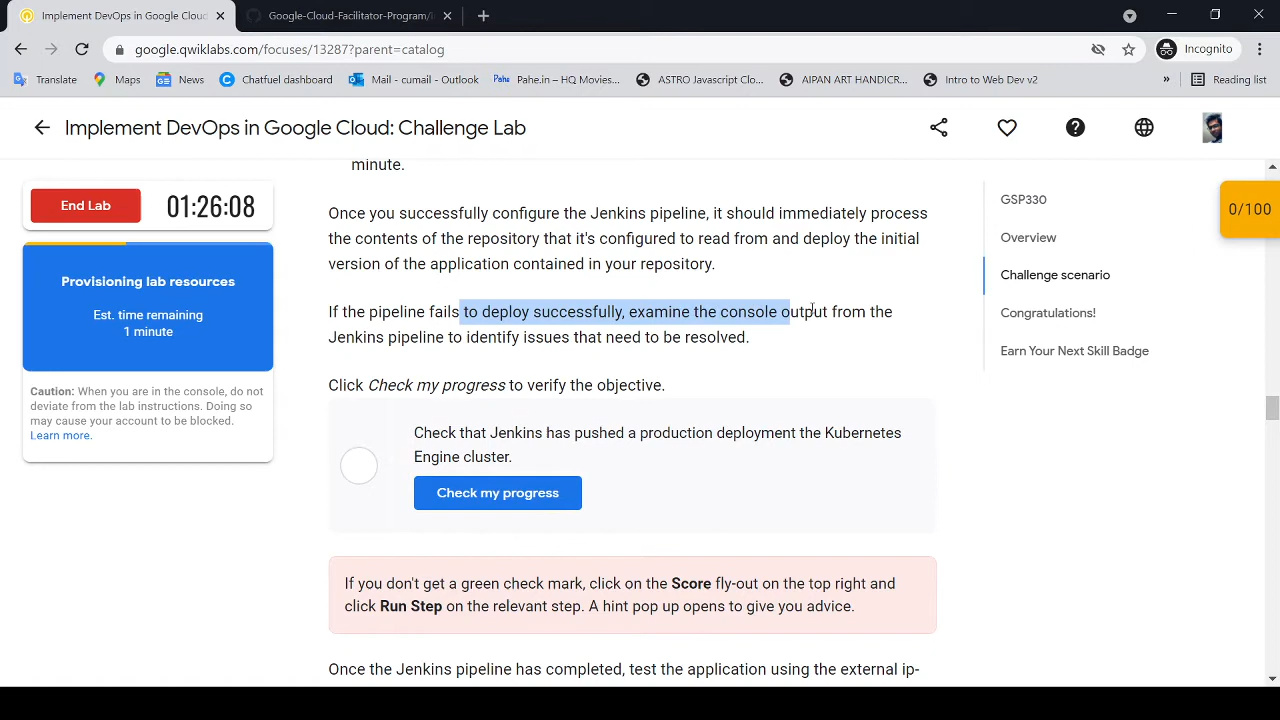 Implement DevOps in Google Cloud
Google-Cloud-Facilitator-Program/
google.qwiklabs.com/focuses/13287?parent=catalog
Incognito
Translate
Maps
News
Chatfuel dashboard
Mail - cumail - Outlook
Pahe Pahe.in – HQ Movies...
ASTRO Javascript Clo...
AIPAN ART HANDICR...
Intro to Web Dev v2
»
Reading list
Implement DevOps in Google Cloud: Challenge Lab
minute.
End Lab
01:26:08
0/100
Provisioning lab resources
Est. time remaining
1 minute
Caution: When you are in the console, do not
deviate from the lab instructions. Doing so
may cause your account to be blocked.
Learn more.
Once you successfully configure the Jenkins pipeline, it should immediately process
the contents of the repository that it's configured to read from and deploy the initial
version of the application contained in your repository.
If the pipeline fails to deploy successfully, examine the console output from the
Jenkins pipeline to identify issues that need to be resolved.
Click Check my progress to verify the objective.
Check that Jenkins has pushed a production deployment the Kubernetes
Engine cluster.
Check my progress
If you don't get a green check mark, click on the Score fly-out on the top right and
click Run Step on the relevant step. A hint pop up opens to give you advice.
Once the Jenkins pipeline has completed, test the application using the external ip-
GSP330
Overview
Challenge scenario
Congratulations!
Earn Your Next Skill Badge